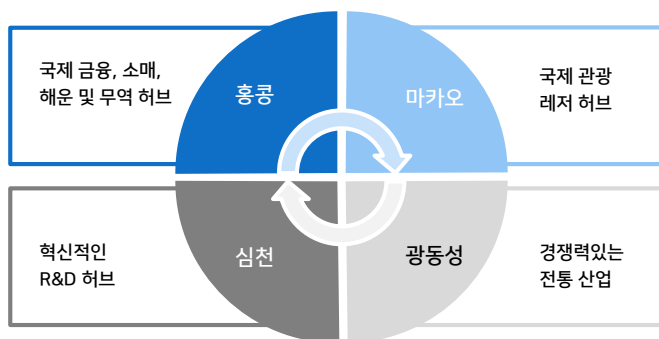 국제 금융, 소매,
해운 및 무역 허브
홍콩
마카오
국제 관광
레저 허브
혁신적인
R&D 허브
심천
광동성
경쟁력있는
전통 산업